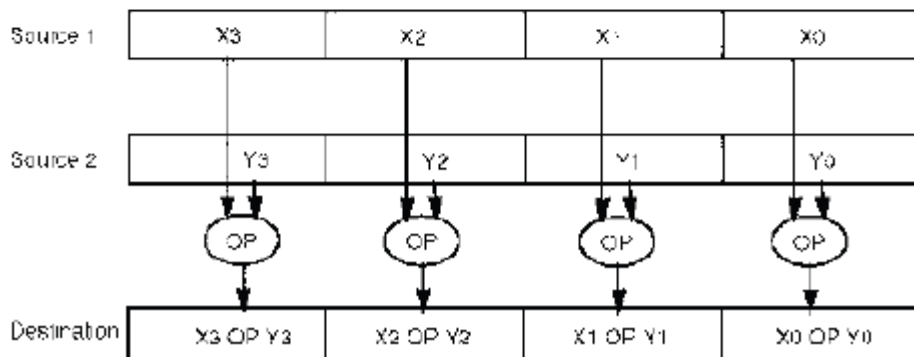 Source 1 X3 X2 X1 X0
Source 2 Y3 Y2 Y1 Y0
OP OP OP OP
Destination X3 OP Y3 X2 OP Y2 X1 OP Y1 X0 OP Y0